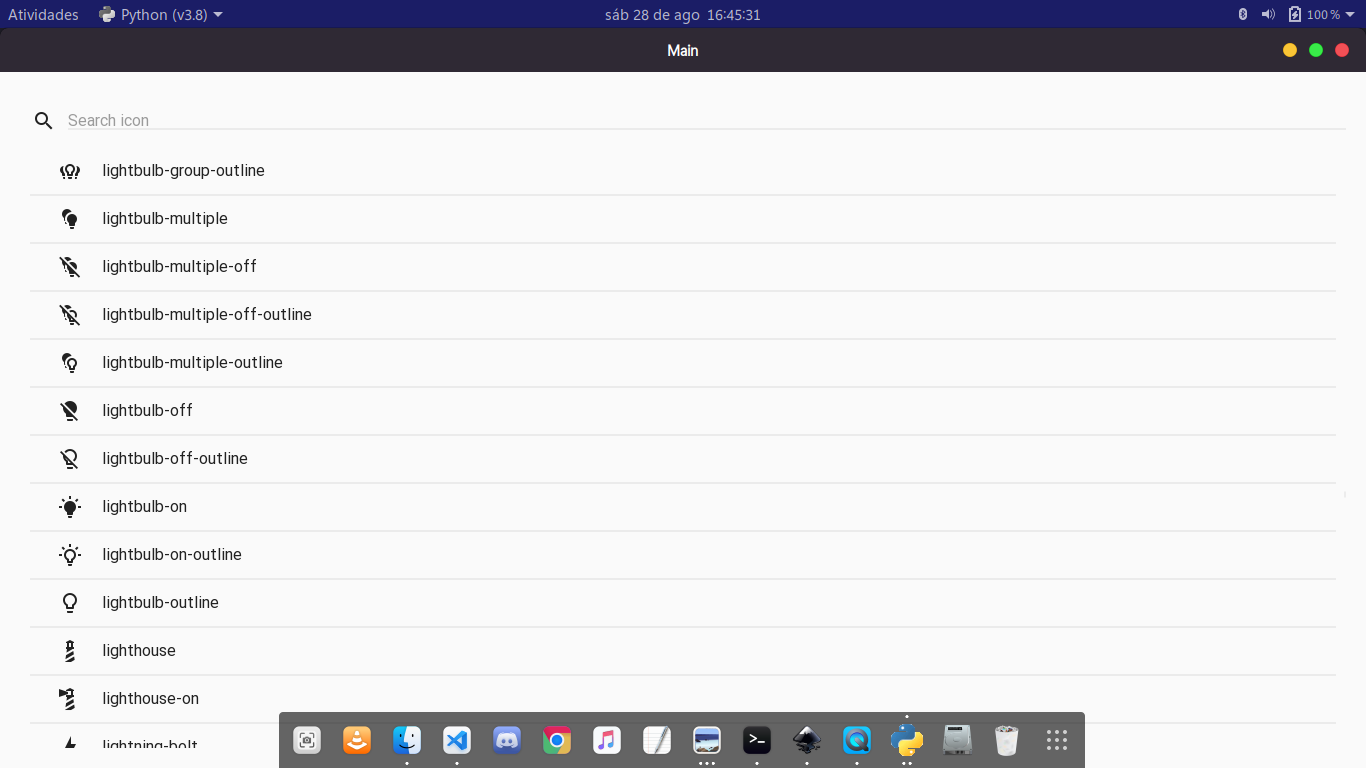 Atividades Python (v3.8) sáb 28 de ago 16:45:31 100 %
Main
Search icon
lightbulb-group-outline
lightbulb-multiple
lightbulb-multiple-off
lightbulb-multiple-off-outline
lightbulb-multiple-outline
lightbulb-off
lightbulb-off-outline
lightbulb-on
lightbulb-on-outline
lightbulb-outline
lighthouse
lighthouse-on
lightning-bolt